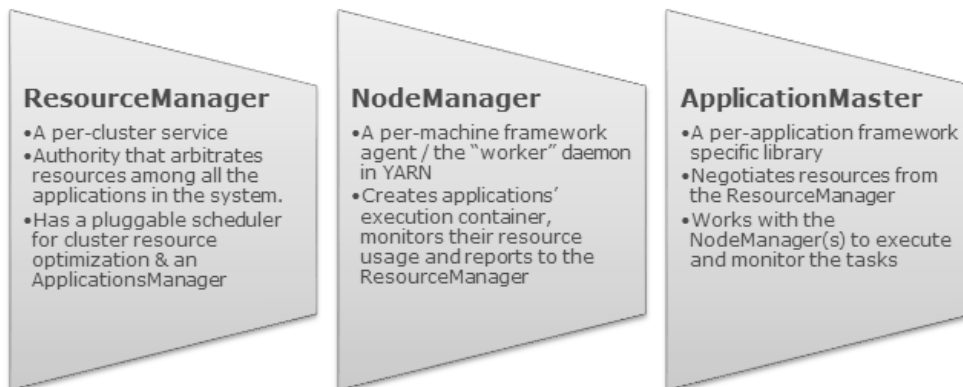 ResourceManager
•A per-cluster service
•Authority that arbitrates
resources among all the
applications in the system.
•Has a pluggable scheduler
for cluster resource
optimization & an
ApplicationsManager
NodeManager
•A per-machine framework
agent / the “worker” daemon
in YARN
•Creates applications’
execution container,
monitors their resource
usage and reports to the
ResourceManager
ApplicationMaster
•A per-application framework
specific library
•Negotiates resources from
the ResourceManager
•Works with the
NodeManager(s) to execute
and monitor the tasks